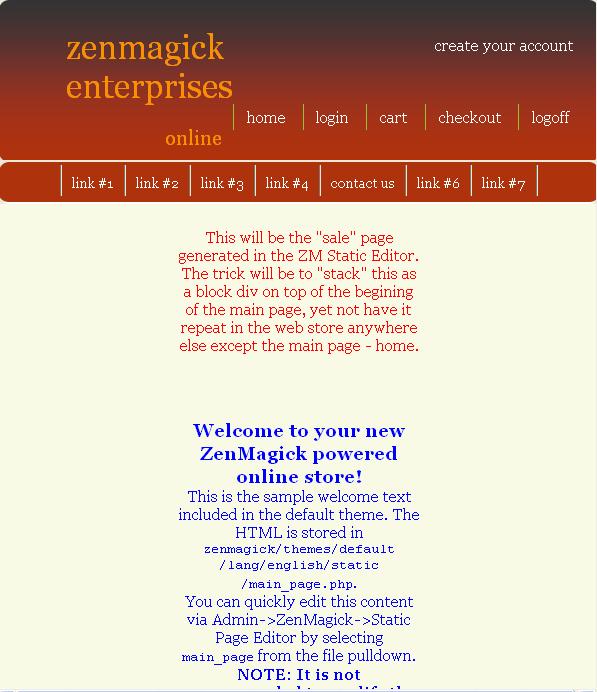 zenmagick
enterprises
online
create your account
home login cart checkout logoff
link #1 link #2 link #3 link #4 contact us link #6 link #7
This will be the "sale" page
generated in the ZM Static Editor.
The trick will be to "stack" this as
a block div on top of the begining
of the main page, yet not have it
repeat in the web store anywhere
else except the main page - home.
Welcome to your new
ZenMagick powered
online store!
This is the sample welcome text
included in the default theme. The
HTML is stored in
zenmagick/themes/default
/lang/english/static
/main_page.php.
You can quickly edit this content
via Admin->ZenMagick->Static
Page Editor by selecting
main_page from the file pulldown.
NOTE: It is not